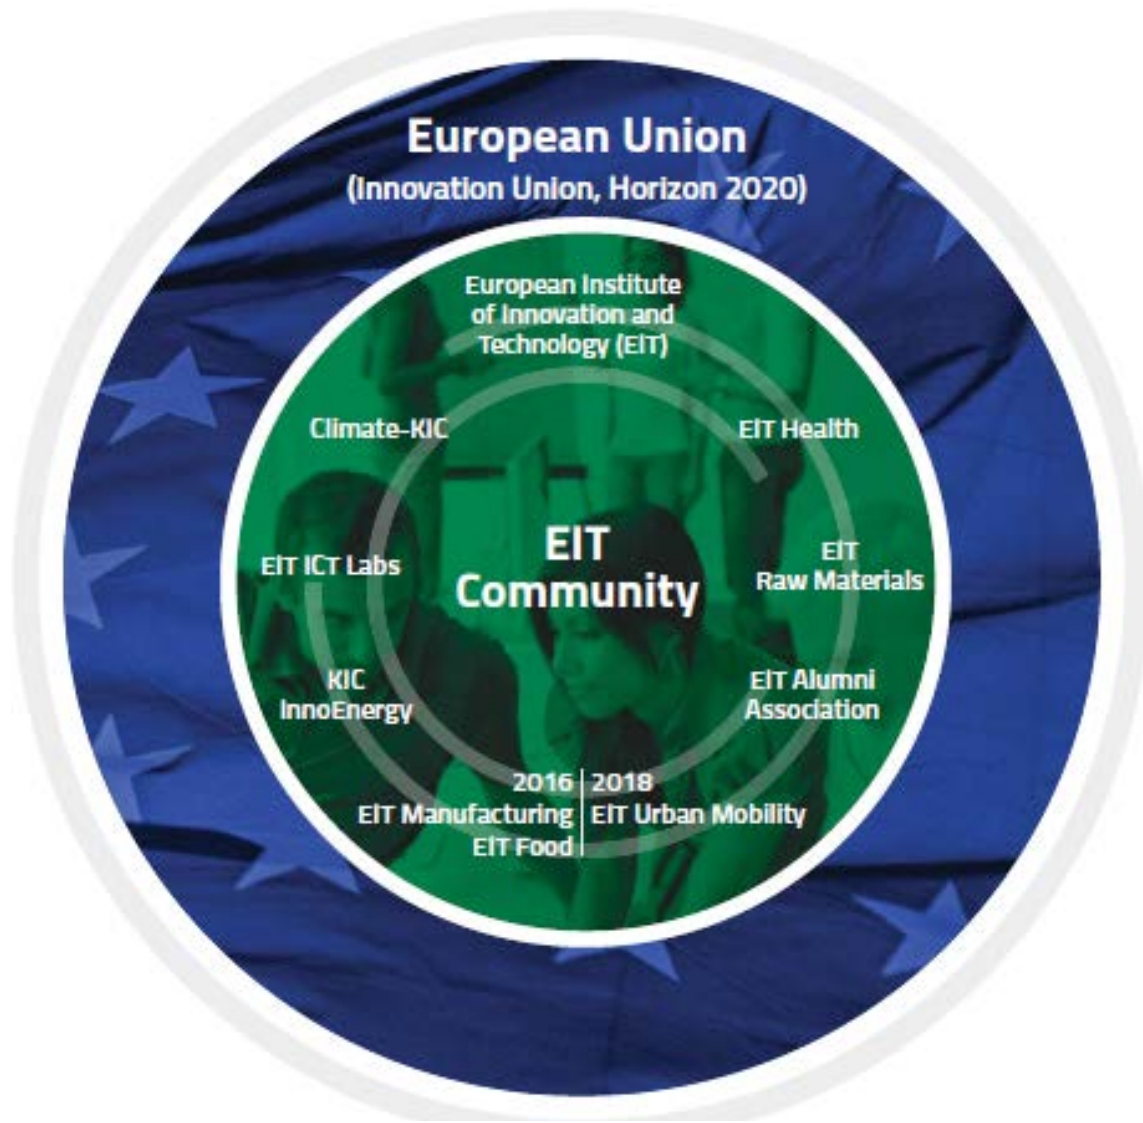 European Union
(Innovation Union, Horizon 2020)
European Institute
of Innovation and
Technology (EIT)
Climate-KIC
EIT Health
EIT ICT Labs
EIT
Community
EIT
Raw Materials
KIC
InnoEnergy
EIT Alumni
Association
2016
EIT Manufacturing
EIT Food
2018
EIT Urban Mobility